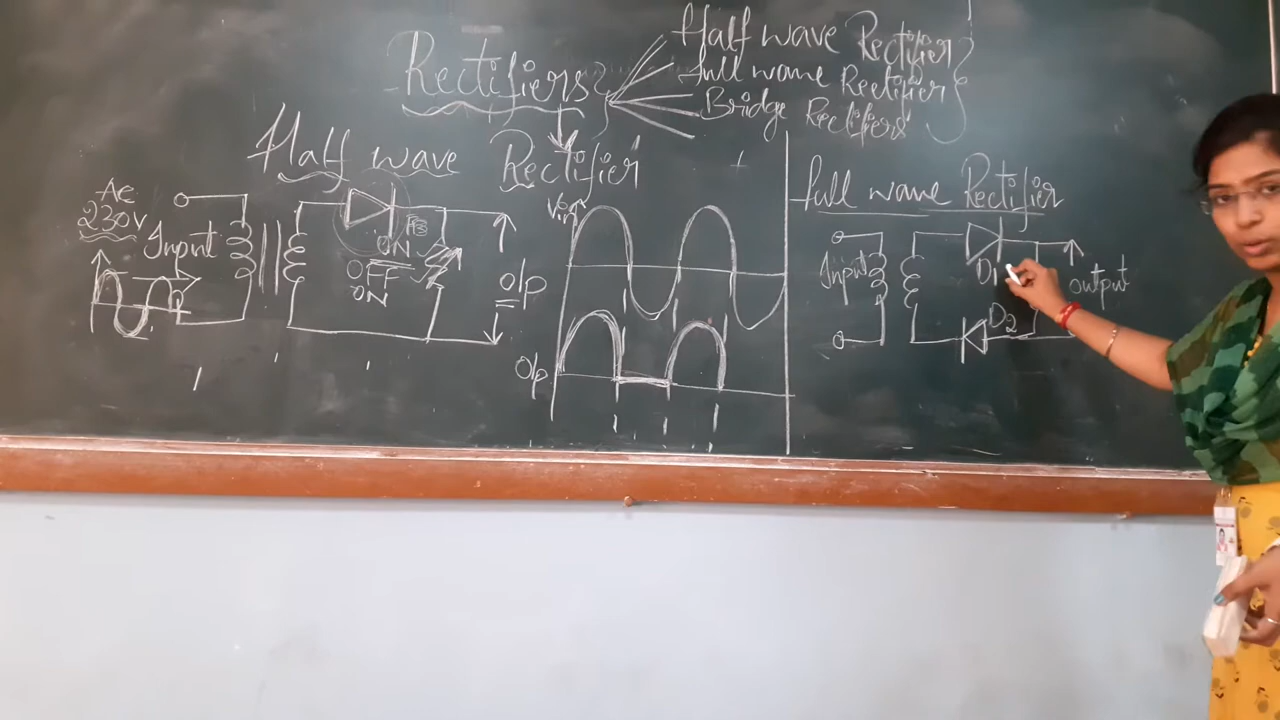 Rectifiers
Half wave Rectifier
full wave Rectifier
Bridge Rectifiers
Half wave Rectifier
AC
230v
Input
ON
OFF
ON
o/p
Vin
O/p
full wave Rectifier
Input
D1
D2
output